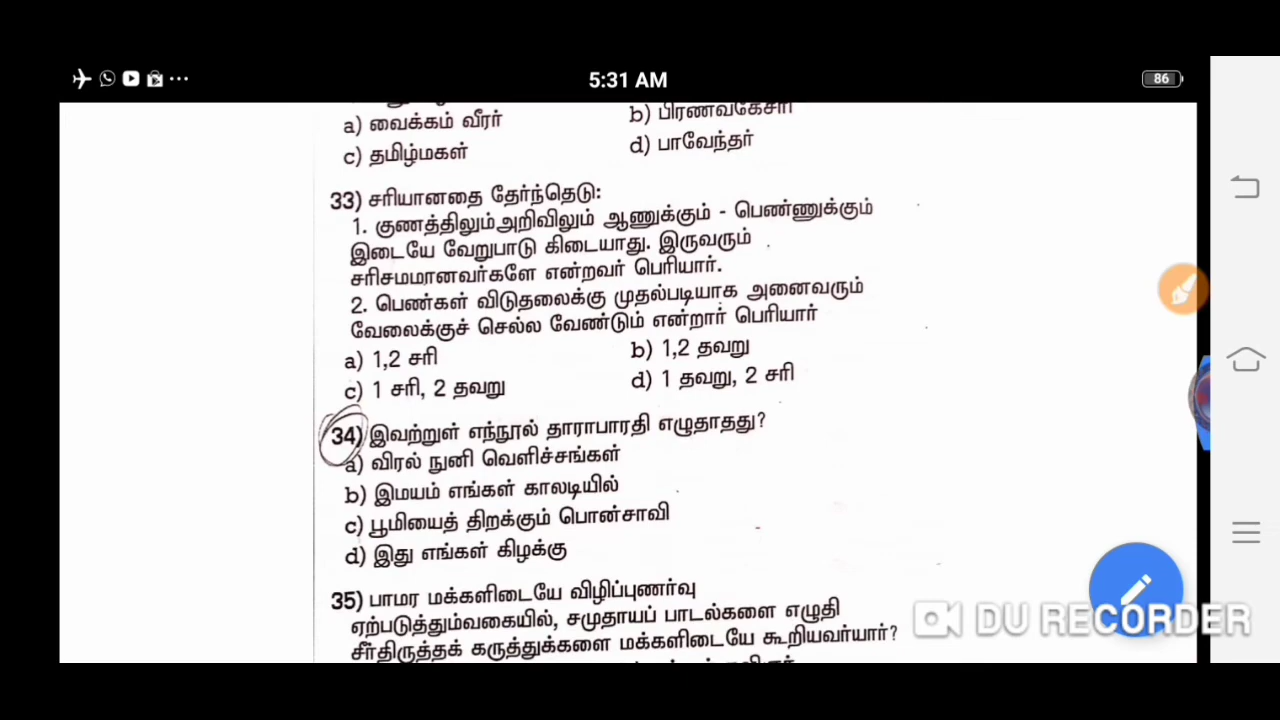 5:31 AM
86
a) வைக்கம் வீரர்
b) பிரணவகேசரி
c) தமிழ்மகள்
d) பாவேந்தர்
33) சரியானதை தேர்ந்தெடு:
1. குணத்திலும்அறிவிலும் ஆணுக்கும் - பெண்ணுக்கும்
இடையே வேறுபாடு கிடையாது. இருவரும்
சரிசமமானவர்களே என்றவர் பெரியார்.
2. பெண்கள் விடுதலைக்கு முதல்படியாக அனைவரும்
வேலைக்குச் செல்ல வேண்டும் என்றார் பெரியார்
a) 1,2 சரி
b) 1,2 தவறு
c) 1 சரி, 2 தவறு
d) 1 தவறு, 2 சரி
34) இவற்றுள் எந்நூல் தாராபாரதி எழுதாதது?
a) விரல் நுனி வெளிச்சங்கள்
b) இமயம் எங்கள் காலடியில்
c) பூமியைத் திறக்கும் பொன்சாவி
d) இது எங்கள் கிழக்கு
35) பாமர மக்களிடையே விழிப்புணர்வு
ஏற்படுத்தும்வகையில், சமுதாயப் பாடல்களை எழுதி
சீர்திருத்தக் கருத்துக்களை மக்களிடையே கூறியவர்யார்?
DU RECORDER